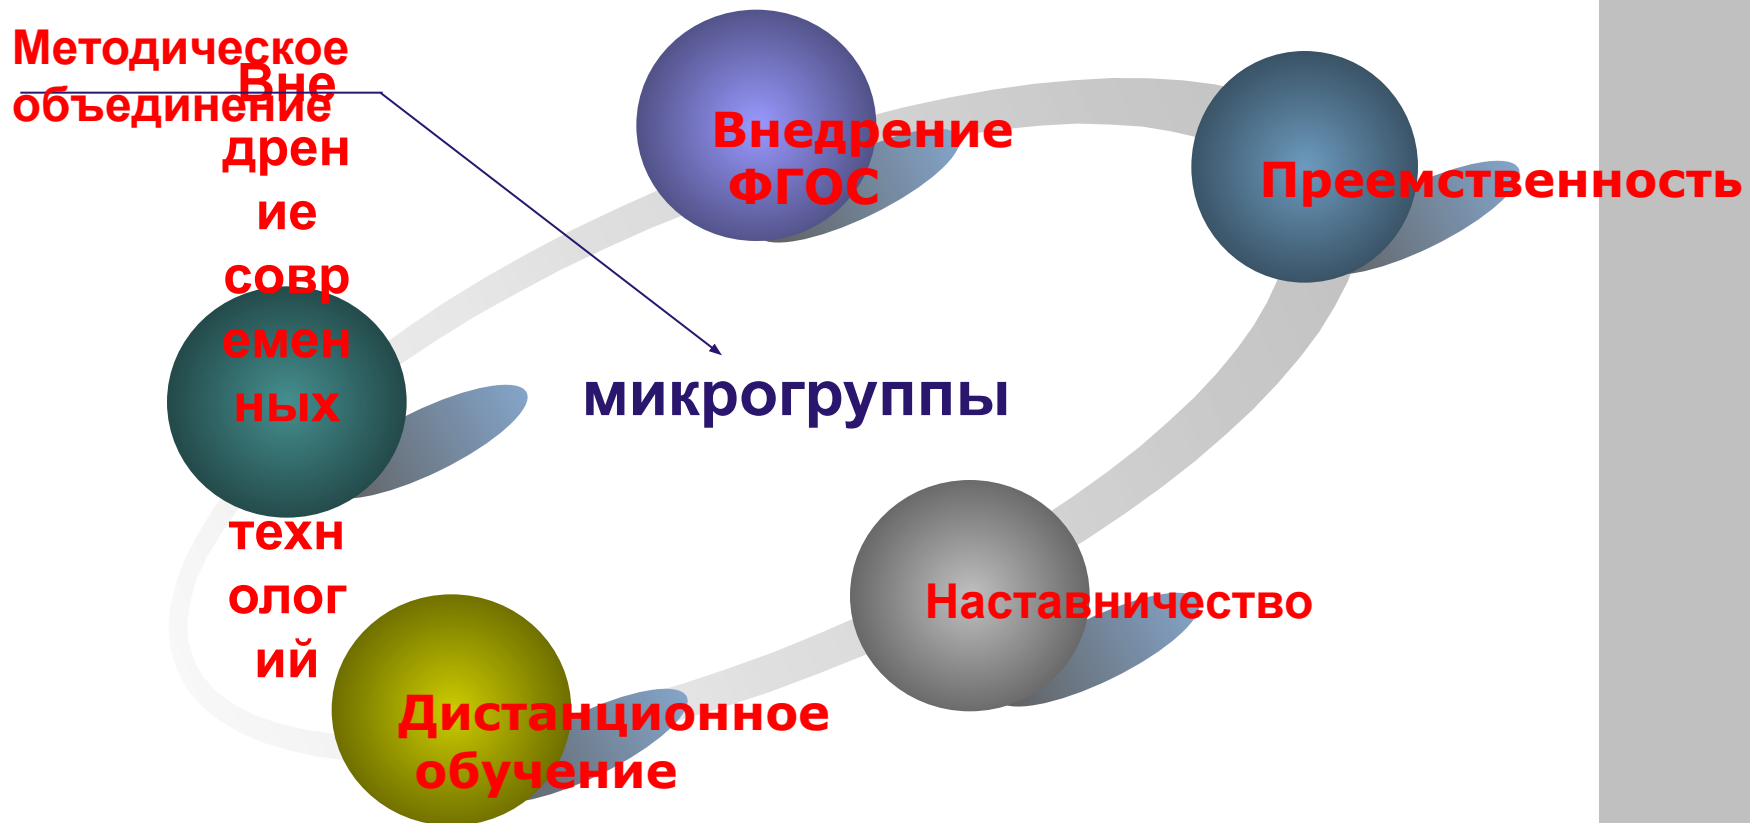 Методическое
объединение
Вне
дрен
ие
совр
емен
ных
техн
олог
ий
Внедрение
ФГОС
Преемственность
микрогруппы
Наставничество
Дистанционное
обучение